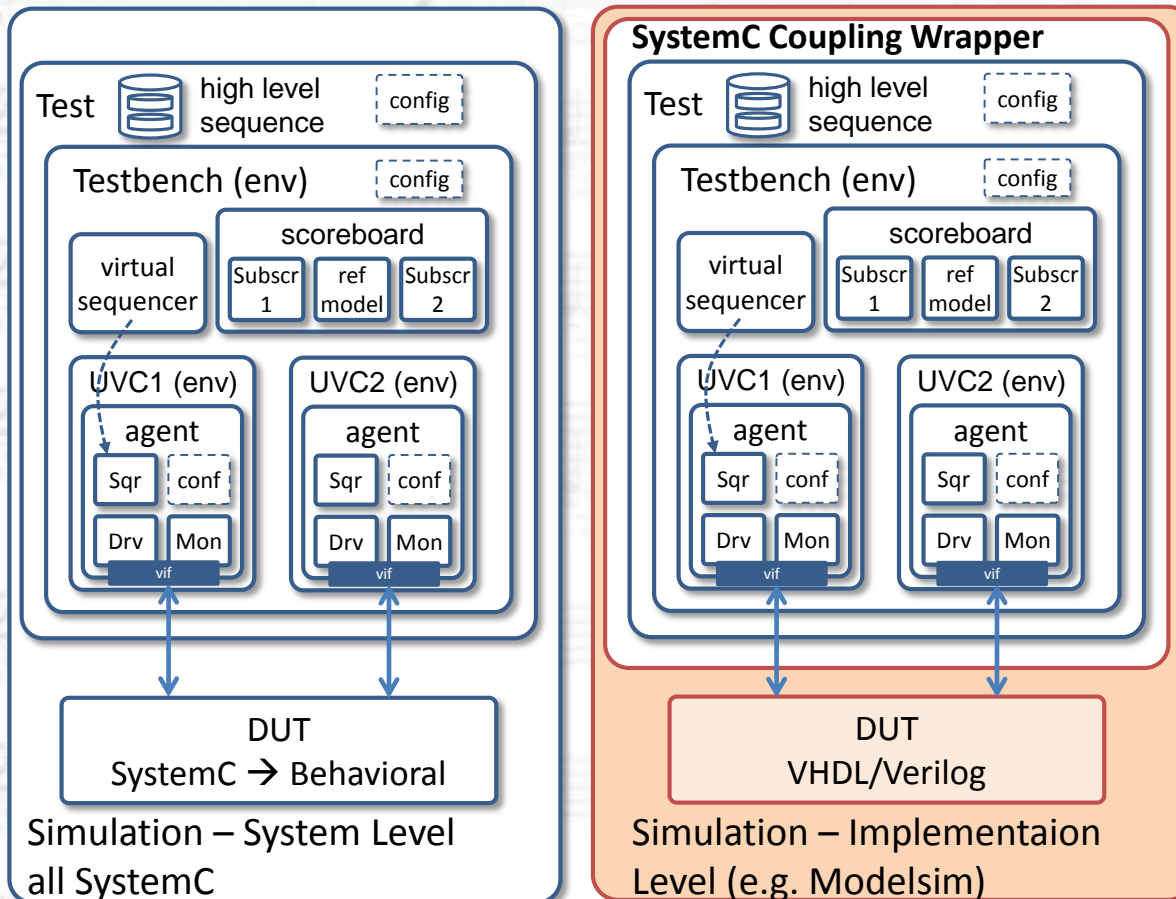 Test
high level
sequence
config
Testbench (env)
config
virtual
sequencer
scoreboard
Subscr
1
ref
model
Subscr
2
UVC1 (env)
agent
Sqr
conf
Drv
Mon
vif
UVC2 (env)
agent
Sqr
conf
Drv
Mon
vif
DUT
SystemC → Behavioral
Simulation – System Level
all SystemC
SystemC Coupling Wrapper
Test
high level
sequence
config
Testbench (env)
config
virtual
sequencer
scoreboard
Subscr
1
ref
model
Subscr
2
UVC1 (env)
agent
Sqr
conf
Drv
Mon
vif
UVC2 (env)
agent
Sqr
conf
Drv
Mon
vif
DUT
VHDL/Verilog
Simulation – Implementaion
Level (e.g. Modelsim)